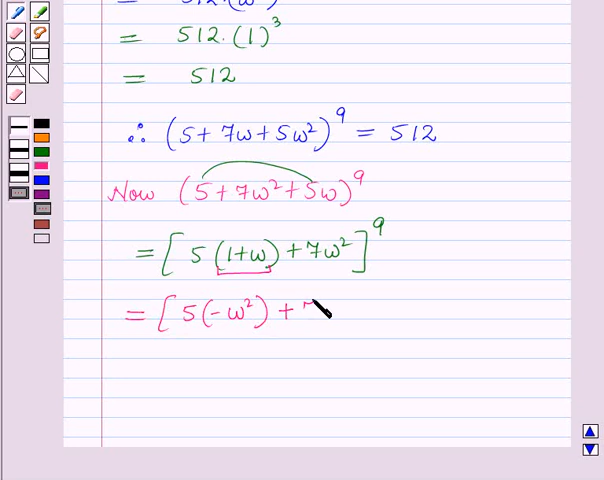 = 512.(ω
= 512.(1)³
= 512
∴ (5+7ω+5ω²)⁹ = 512
Now (5+7ω²+5ω)⁹
= [5(1+ω)+7ω²]⁹
= [5(-ω²)+